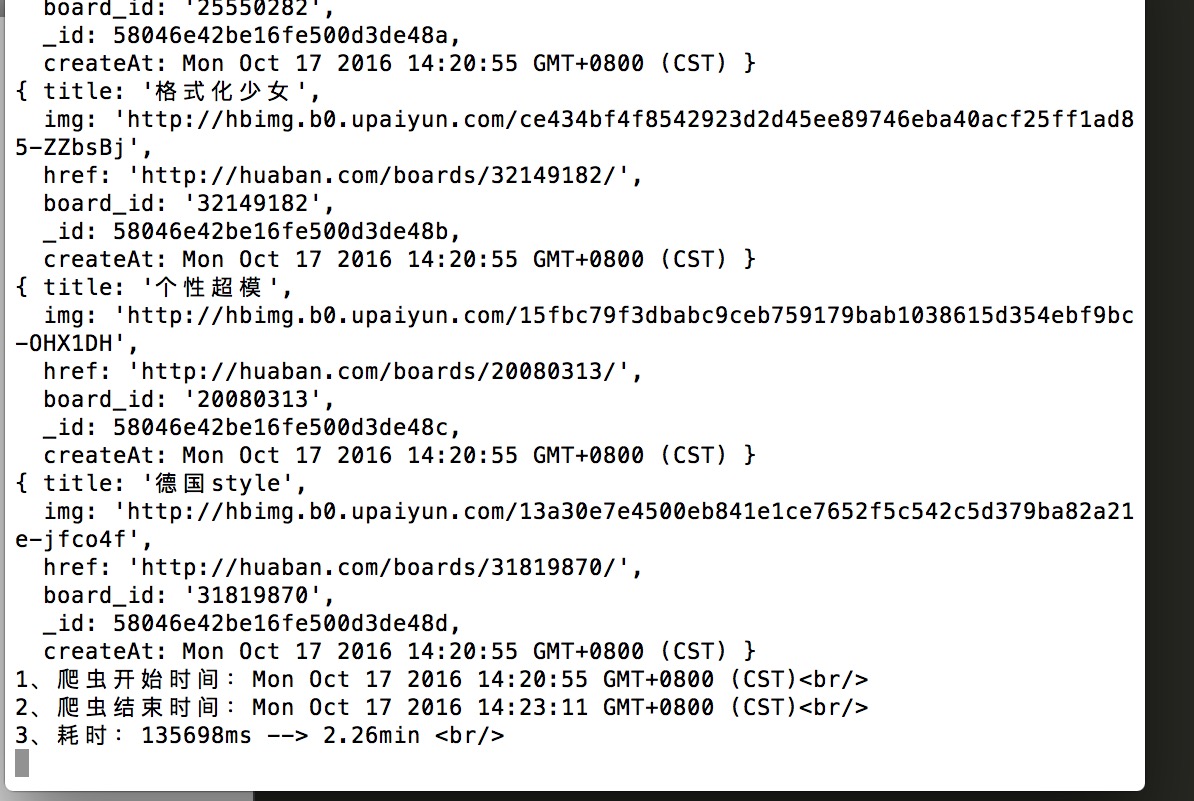 board_id: '25550282',
_id: 58046e42be16fe500d3de48a,
createAt: Mon Oct 17 2016 14:20:55 GMT+0800 (CST) }
{ title: '格式化少女',
img: 'http://hbimg.b0.upaiyun.com/ce434bf4f8542923d2d45ee89746eba40acf25ff1ad8
5-ZZbsBj',
href: 'http://huaban.com/boards/32149182/',
board_id: '32149182',
_id: 58046e42be16fe500d3de48b,
createAt: Mon Oct 17 2016 14:20:55 GMT+0800 (CST) }
{ title: '个性超模',
img: 'http://hbimg.b0.upaiyun.com/15fbc79f3dbabc9ceb759179bab1038615d354ebf9bc
-OHX1DH',
href: 'http://huaban.com/boards/20080313/',
board_id: '20080313',
_id: 58046e42be16fe500d3de48c,
createAt: Mon Oct 17 2016 14:20:55 GMT+0800 (CST) }
{ title: '德国style',
img: 'http://hbimg.b0.upaiyun.com/13a30e7e4500eb841e1ce7652f5c542c5d379ba82a21
e-jfco4f',
href: 'http://huaban.com/boards/31819870/',
board_id: '31819870',
_id: 58046e42be16fe500d3de48d,
createAt: Mon Oct 17 2016 14:20:55 GMT+0800 (CST) }
1、爬虫开始时间：Mon Oct 17 2016 14:20:55 GMT+0800 (CST)<br/>
2、爬虫结束时间：Mon Oct 17 2016 14:23:11 GMT+0800 (CST)<br/>
3、耗时：135698ms --> 2.26min <br/>